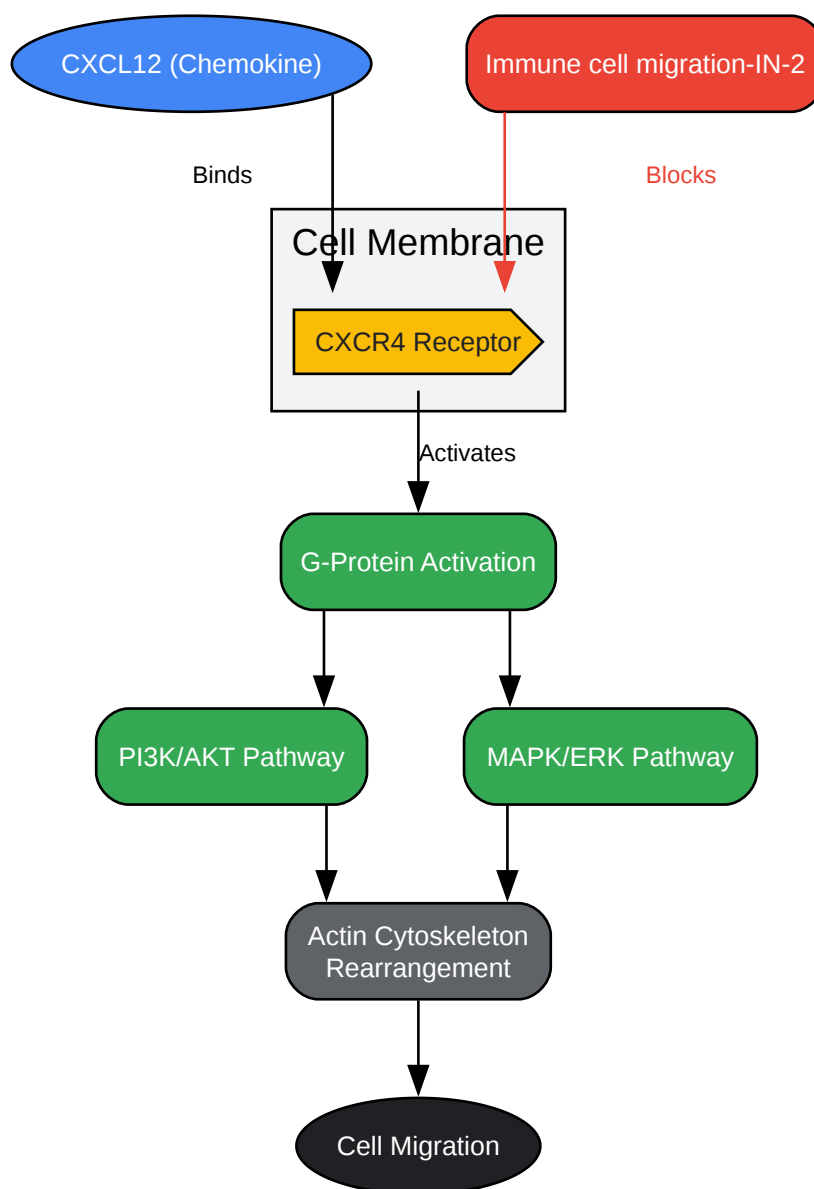 CXCL12 (Chemokine)
Immune cell migration-IN-2
Binds
Blocks
Cell Membrane
CXCR4 Receptor
Activates
G-Protein Activation
PI3K/AKT Pathway
MAPK/ERK Pathway
Actin Cytoskeleton
Rearrangement
Cell Migration